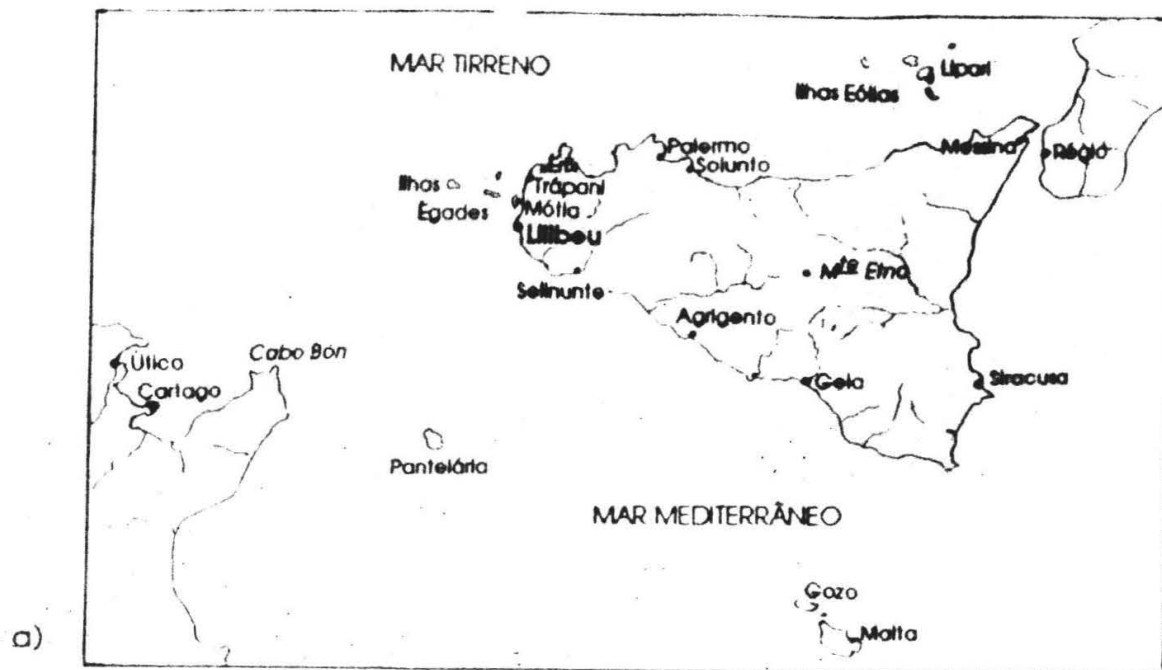 MAR TIRRENO
Lipari
Ilhas Eólias
Palermo
Messina
Régio
Solunto
Trápani
Ilhas
Égades
Mótia
Lilibeu
Mte Etna
Selinunte
Agrigento
Útica
Cabo Bón
Cartago
Gela
Siracusa
Pantelária
MAR MEDITERRÂNEO
Gozo
Malta
a)